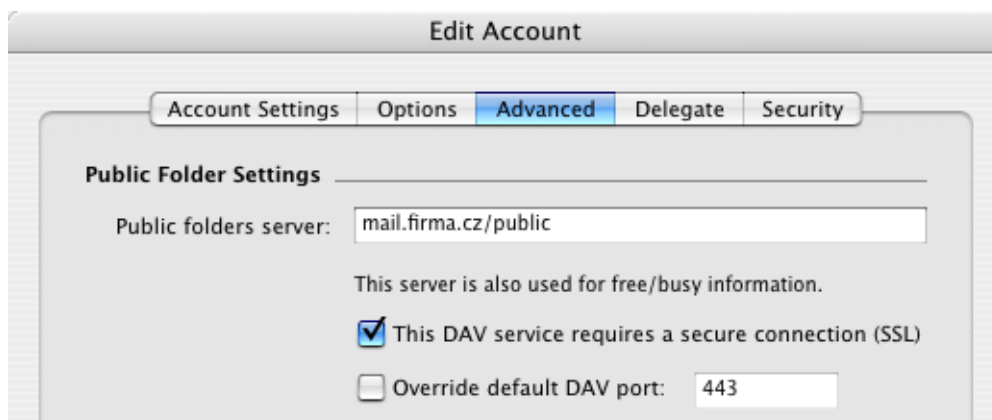 Edit Account
Account Settings Options Advanced Delegate Security
Public Folder Settings
Public folders server: mail.firma.cz/public
This server is also used for free/busy information.
This DAV service requires a secure connection (SSL)
Override default DAV port: 443